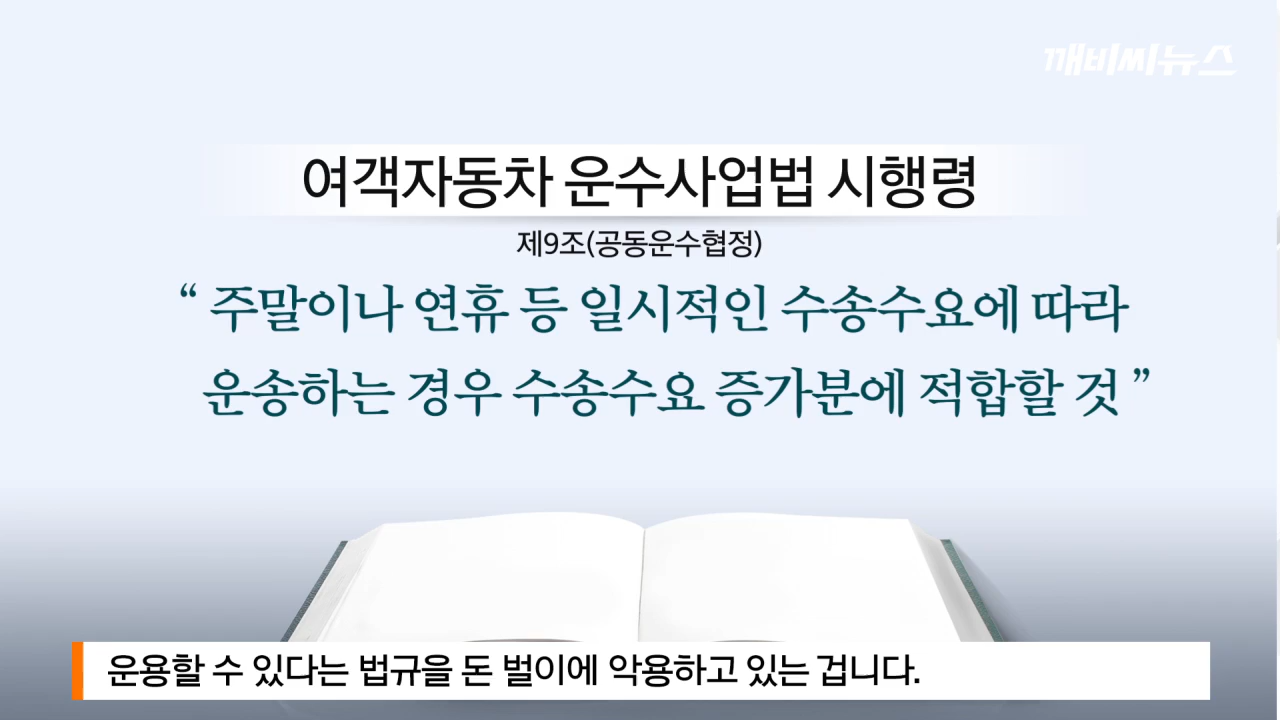 깨비씨뉴스
여객자동차 운수사업법 시행령
제9조(공동운수협정)
“ 주말이나 연휴 등 일시적인 수송수요에 따라
운송하는 경우 수송수요 증가분에 적합할 것 ”
운용할 수 있다는 법규을 돈 벌이에 악용하고 있는 겁니다.